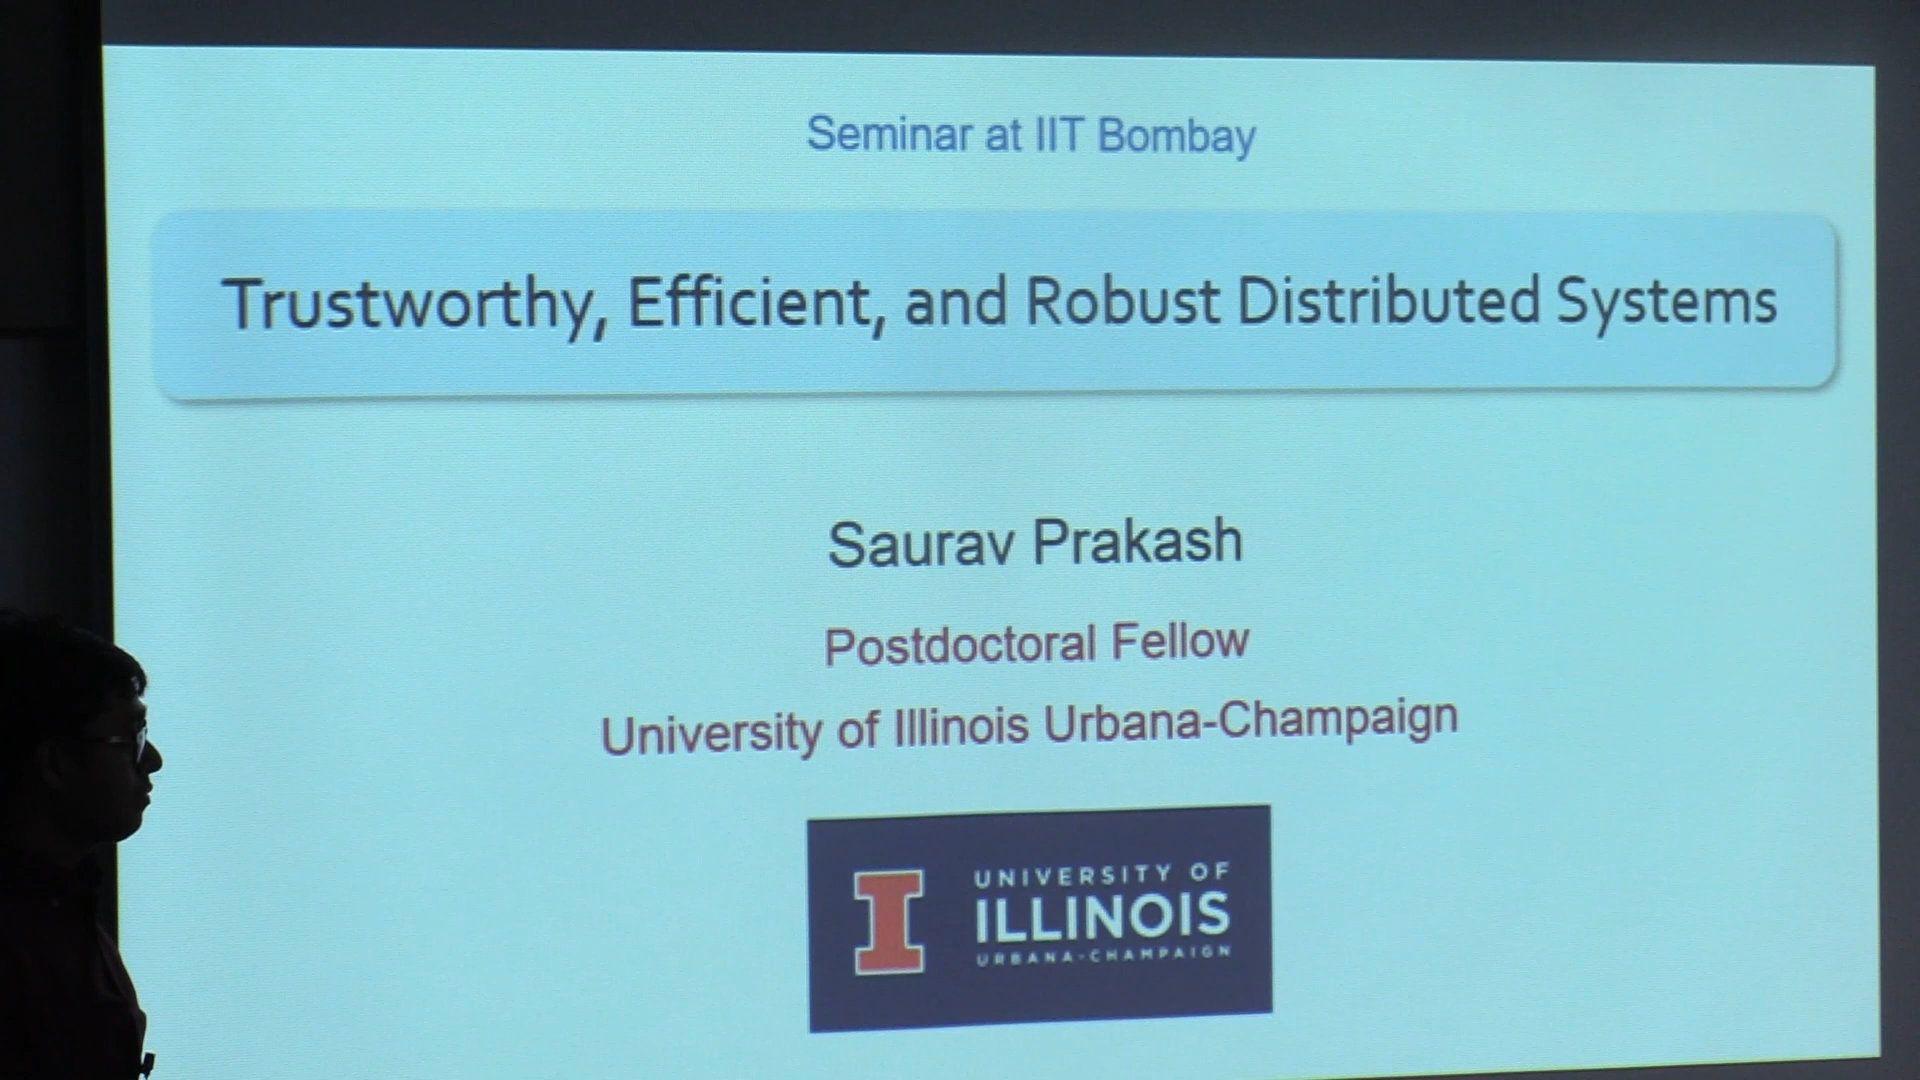 Seminar at IIT Bombay
Trustworthy, Efficient, and Robust Distributed Systems
Saurav Prakash
Postdoctoral Fellow
University of Illinois Urbana-Champaign
I
UNIVERSITY OF
ILLINOIS
URBANA-CHAMPAIGN